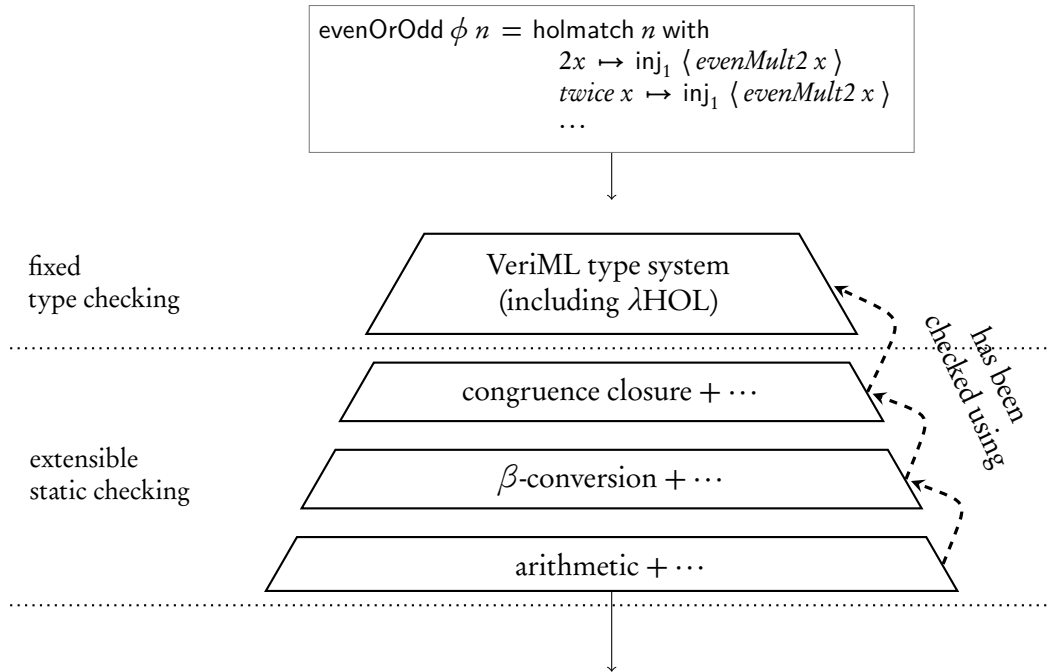 evenOrOdd ϕ n = holmatch n with
2x ↦ inj₁ ⟨ evenMult2 x ⟩
twice x ↦ inj₁ ⟨ evenMult2 x ⟩
⋯
fixed
type checking
VeriML type system
(including λHOL)
has been
checked using
congruence closure + ⋯
extensible
static checking
β-conversion + ⋯
arithmetic + ⋯